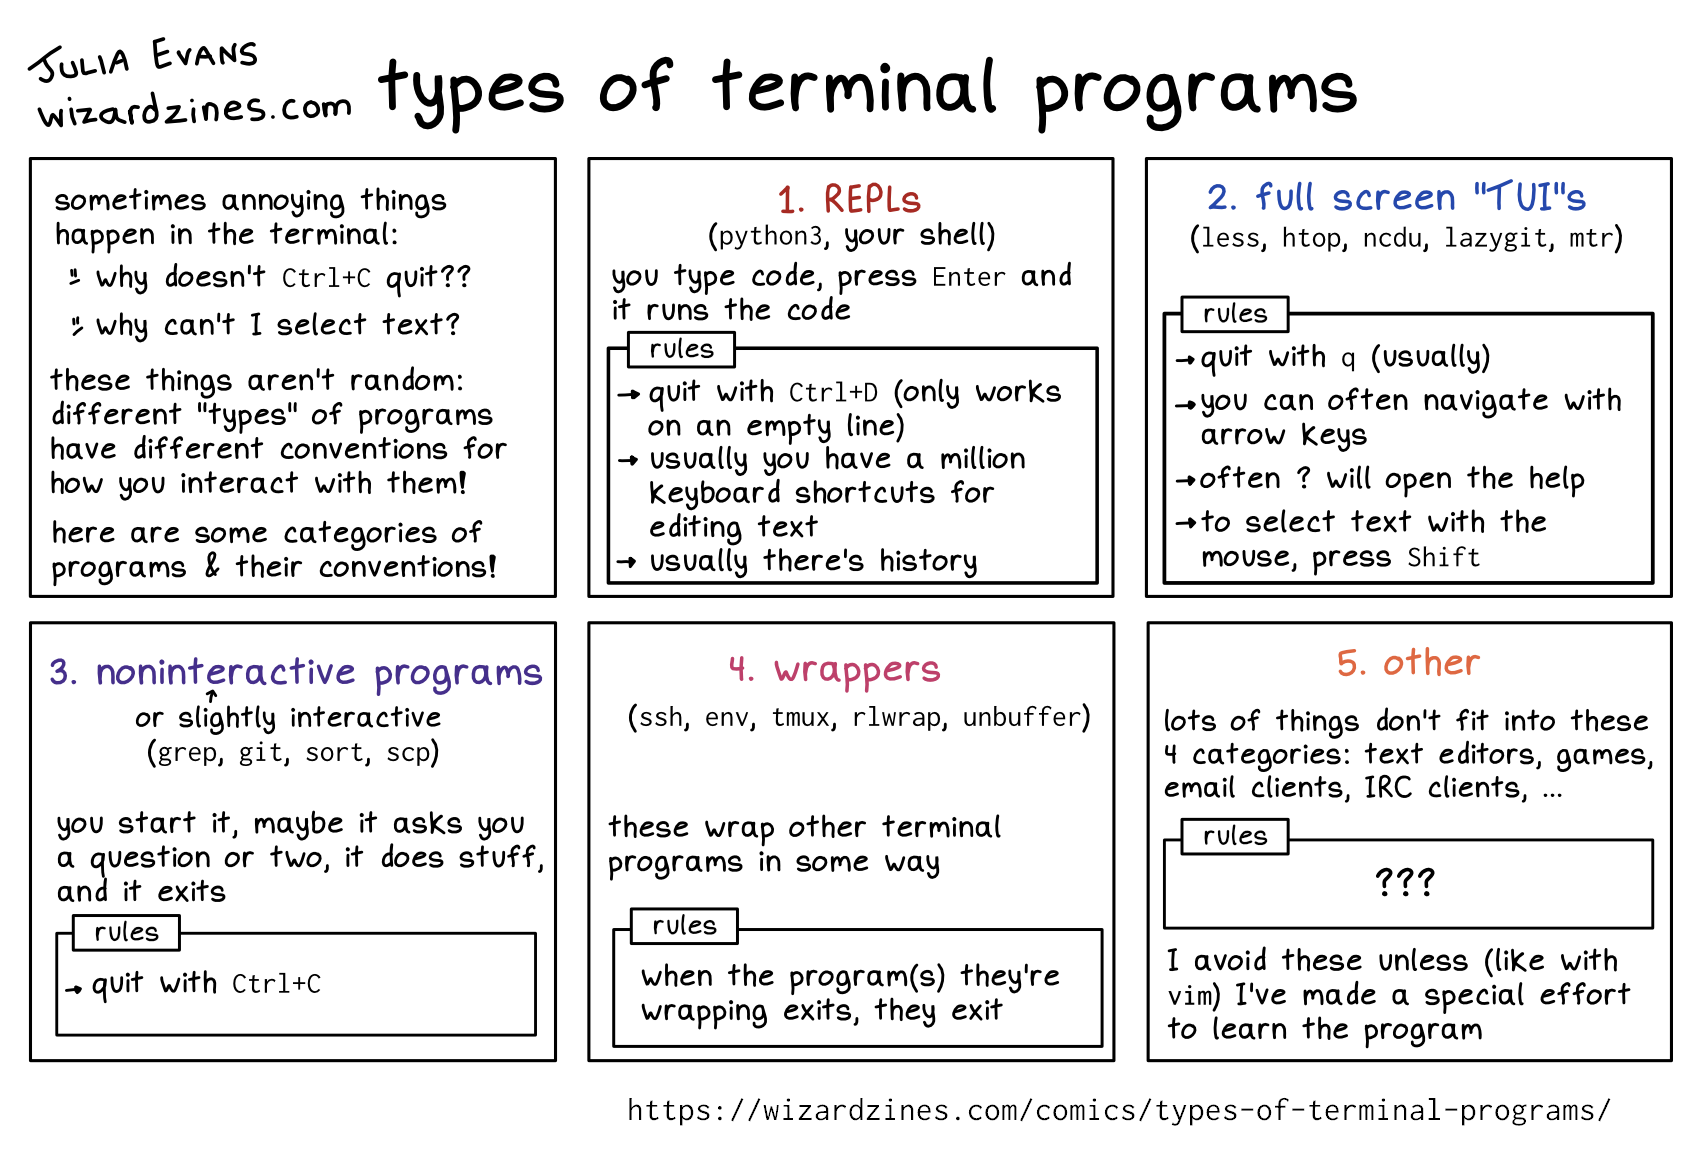 JULIA EVANS
wizardzines.com
types of terminal programs
sometimes annoying things
happen in the terminal:
why doesn't Ctrl+C quit??
why can't I select text?
these things aren't random:
different "types" of programs
have different conventions for
how you interact with them!
here are some categories of
programs & their conventions!
1. REPLs
(python3, your shell)
you type code, press Enter and
it runs the code
rules
→ quit with Ctrl+D (only works
on an empty line)
→ usually you have a million
keyboard shortcuts for
editing text
→ usually there's history
2. full screen "TUI"s
(less, htop, ncdu, lazygit, mtr)
rules
→ quit with q (usually)
→ you can often navigate with
arrow keys
→ often ? will open the help
→ to select text with the
mouse, press Shift
3. noninteractive programs
or slightly interactive
(grep, git, sort, scp)
you start it, maybe it asks you
a question or two, it does stuff,
and it exits
rules
→ quit with Ctrl+C
4. wrappers
(ssh, env, tmux, rlwrap, unbuffer)
these wrap other terminal
programs in some way
rules
when the program(s) they're
wrapping exits, they exit
5. other
lots of things don't fit into these
4 categories: text editors, games,
email clients, IRC clients, ...
rules
???
I avoid these unless (like with
vim) I've made a special effort
to learn the program
https://wizardzines.com/comics/types-of-terminal-programs/